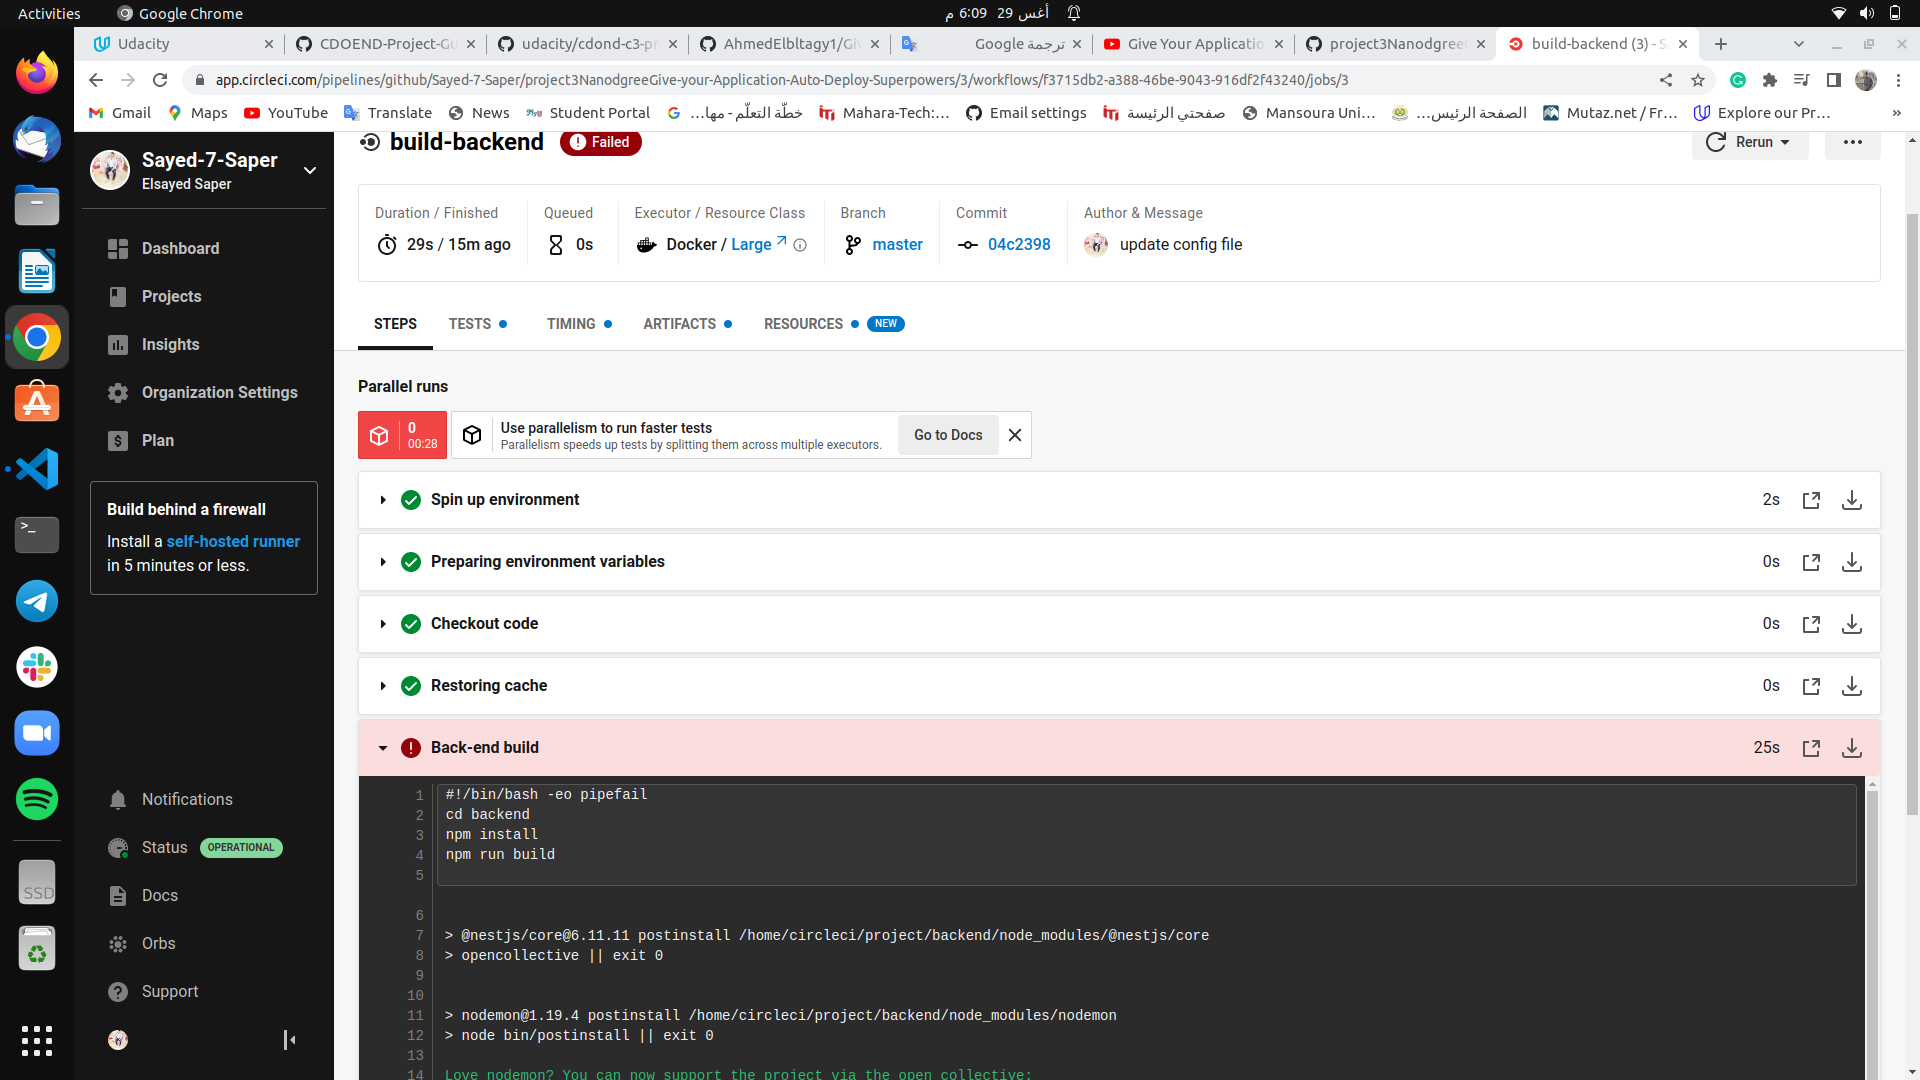 Activities
Google Chrome
أغس 29  6:09 م
Udacity
CDOEND-Project-Gu
udacity/cdond-c3-pr
AhmedElbltagy1/Giv
ترجمة Google
Give Your Applicatio
project3Nanodgree
build-backend (3) - S
app.circleci.com/pipelines/github/Sayed-7-Saper/project3NanodgreeGive-your-Application-Auto-Deploy-Superpowers/3/workflows/f3715db2-a388-46be-9043-916df2f43240/jobs/3
Gmail
Maps
YouTube
Translate
News
Student Portal
خطّة التعلّم - مها...
Mahara-Tech:...
Email settings
صفحتي الرئيسة
Mansoura Uni...
الصفحة الرئيس...
Mutaz.net / Fr...
Explore our Pr...
»
Sayed-7-Saper
Elsayed Saper
Dashboard
Projects
Insights
Organization Settings
Plan
Build behind a firewall
Install a self-hosted runner
in 5 minutes or less.
Notifications
Status OPERATIONAL
Docs
Orbs
Support
SSD
build-backend
Failed
Rerun
Duration / Finished
29s / 15m ago
Queued
0s
Executor / Resource Class
Docker / Large
Branch
master
Commit
04c2398
Author & Message
update config file
STEPS
TESTS
TIMING
ARTIFACTS
RESOURCES
NEW
Parallel runs
0
00:28
Use parallelism to run faster tests
Parallelism speeds up tests by splitting them across multiple executors.
Go to Docs
Spin up environment 2s
Preparing environment variables 0s
Checkout code 0s
Restoring cache 0s
Back-end build 25s
1 #!/bin/bash -eo pipefail
2 cd backend
3 npm install
4 npm run build
5
6
7 > @nestjs/core@6.11.11 postinstall /home/circleci/project/backend/node_modules/@nestjs/core
8 > opencollective || exit 0
9
10
11 > nodemon@1.19.4 postinstall /home/circleci/project/backend/node_modules/nodemon
12 > node bin/postinstall || exit 0
13
14 Love nodemon? You can now support the project via the open collective: